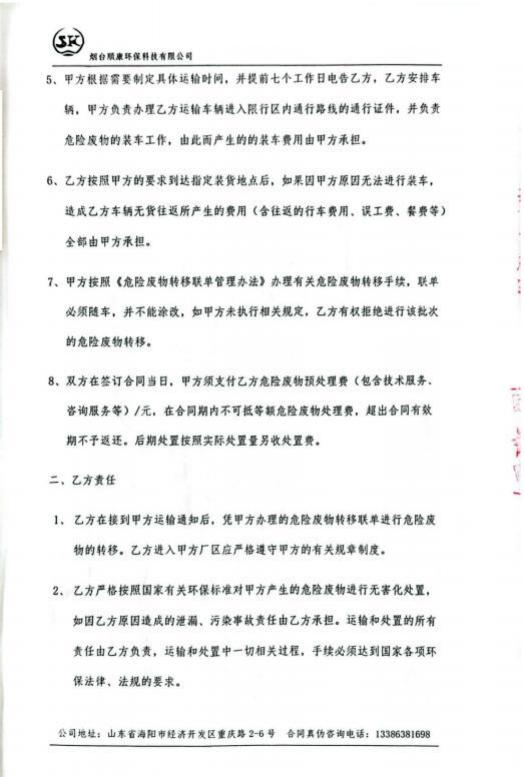 SK
烟台顺康环保科技有限公司
5、甲方根据需要制定具体运输时间，并提前七个工作日电告乙方，乙方安排车
辆，甲方负责办理乙方运输车辆进入限行区内通行路线的通行证件，并负责
危险废物的装车工作，由此而产生的的装车费用由甲方承担。
6、乙方按照甲方的要求到达指定装货地点后，如果因甲方原因无法进行装车，
造成乙方车辆无货往返所产生的费用（含往返的行车费用、误工费、餐费等）
全部由甲方承担。
7、甲方按照《危险废物转移联单管理办法》办理有关危险废物转移手续，联单
必须随车，并不能涂改，如甲方未执行相关规定，乙方有权拒绝进行该批次
的危险废物转移。
8、双方在签订合同当日，甲方须支付乙方危险废物预处理费（包含技术服务、
咨询服务等）/元，在合同期内不可抵等额危险废物处理费，超出合同有效
期不予返还。后期处置按照实际处置量另收处置费。
二、乙方责任
1、 乙方在接到甲方运输通知后，凭甲方办理的危险废物转移联单进行危险废
物的转移。乙方进入甲方厂区应严格遵守甲方的有关规章制度。
2、 乙方严格按照国家有关环保标准对甲方产生的危险废物进行无害化处置，
如因乙方原因造成的泄漏、污染事故责任由乙方承担。运输和处置的所有
责任由乙方负责，运输和处置中一切相关过程，手续必须达到国家各项环
保法律、法规的要求。
公司地址：山东省海阳市经济开发区重庆路 2-6 号 合同真伪咨询电话：13386381698